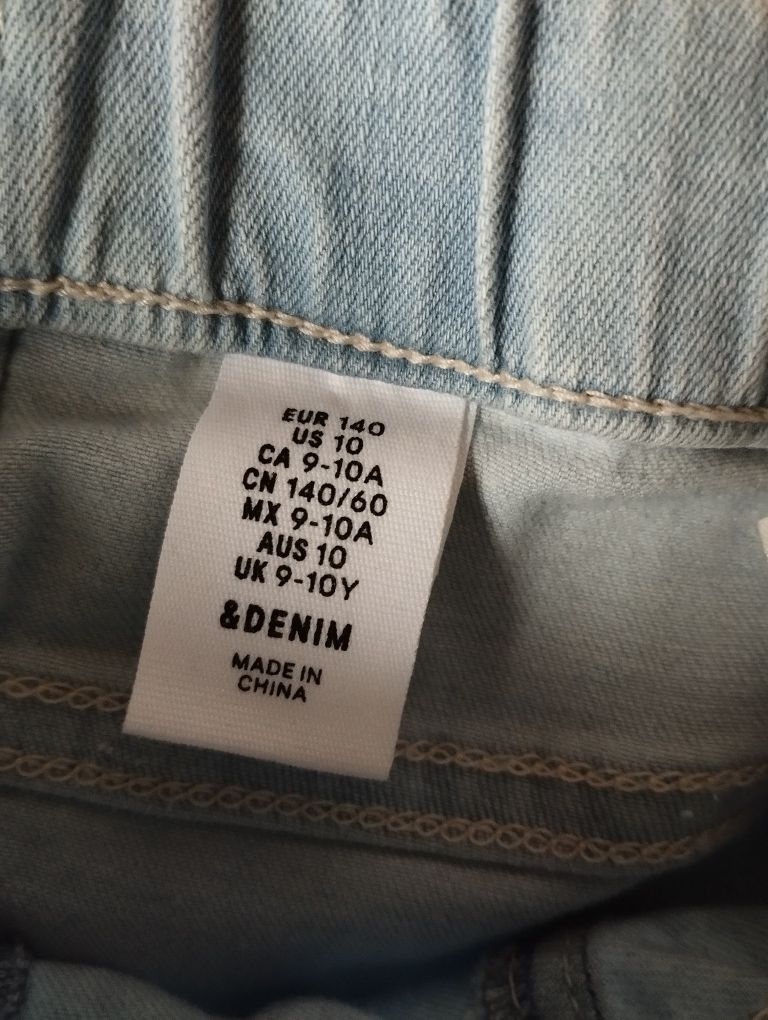 EUR 140
US 10
CA 9-10A
CN 140/60
MX 9-10A
AUS 10
UK 9-10Y
&DENIM
MADE IN
CHINA